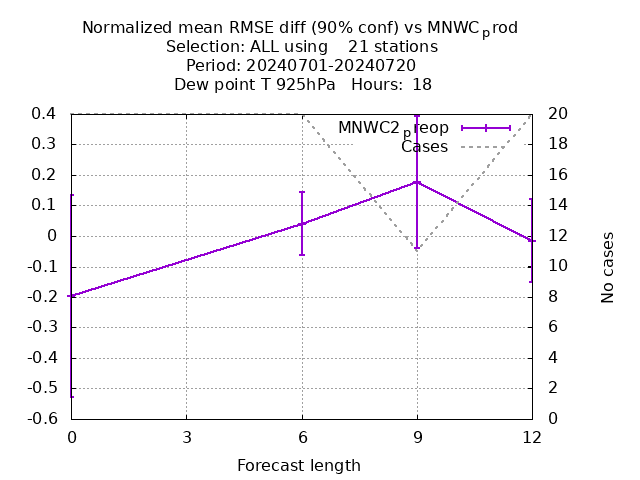 Normalized mean RMSE diff (90% conf) vs MNWCprod
Selection: ALL using 21 stations
Period: 20240701-20240720
Dew point T 925hPa Hours: 18
MNWC2preop
Cases
0.4
0.3
0.2
0.1
0
-0.1
-0.2
-0.3
-0.4
-0.5
-0.6
20
18
16
14
12
10
8
6
4
2
0
No cases
0 3 6 9 12
Forecast length